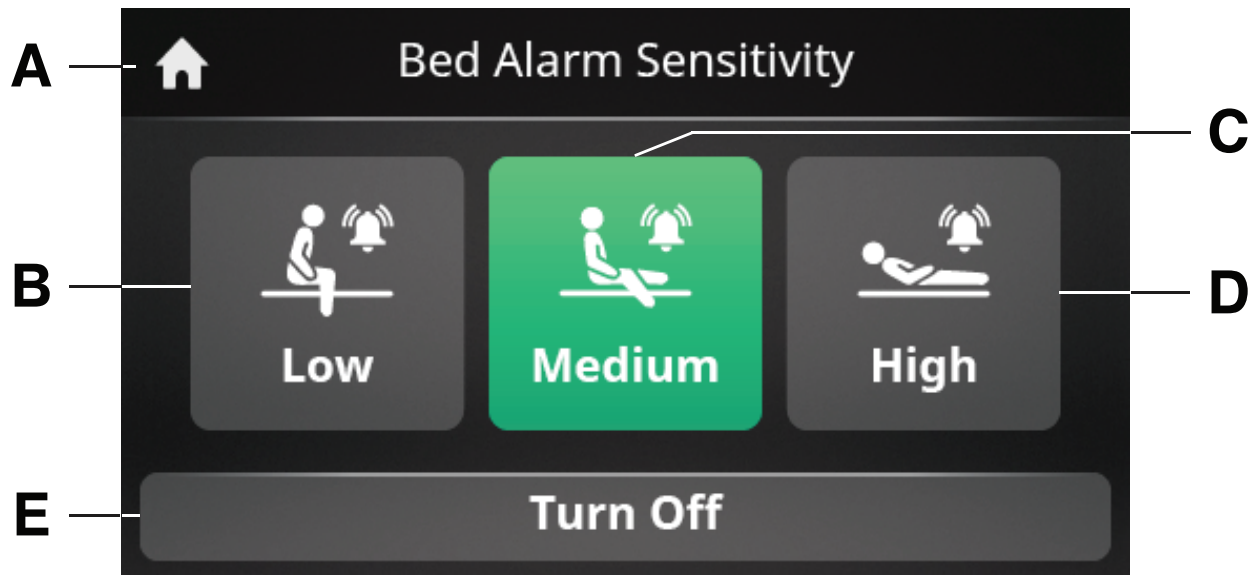 A
Bed Alarm Sensitivity
C
B
D
Low
Medium
High
E
Turn Off